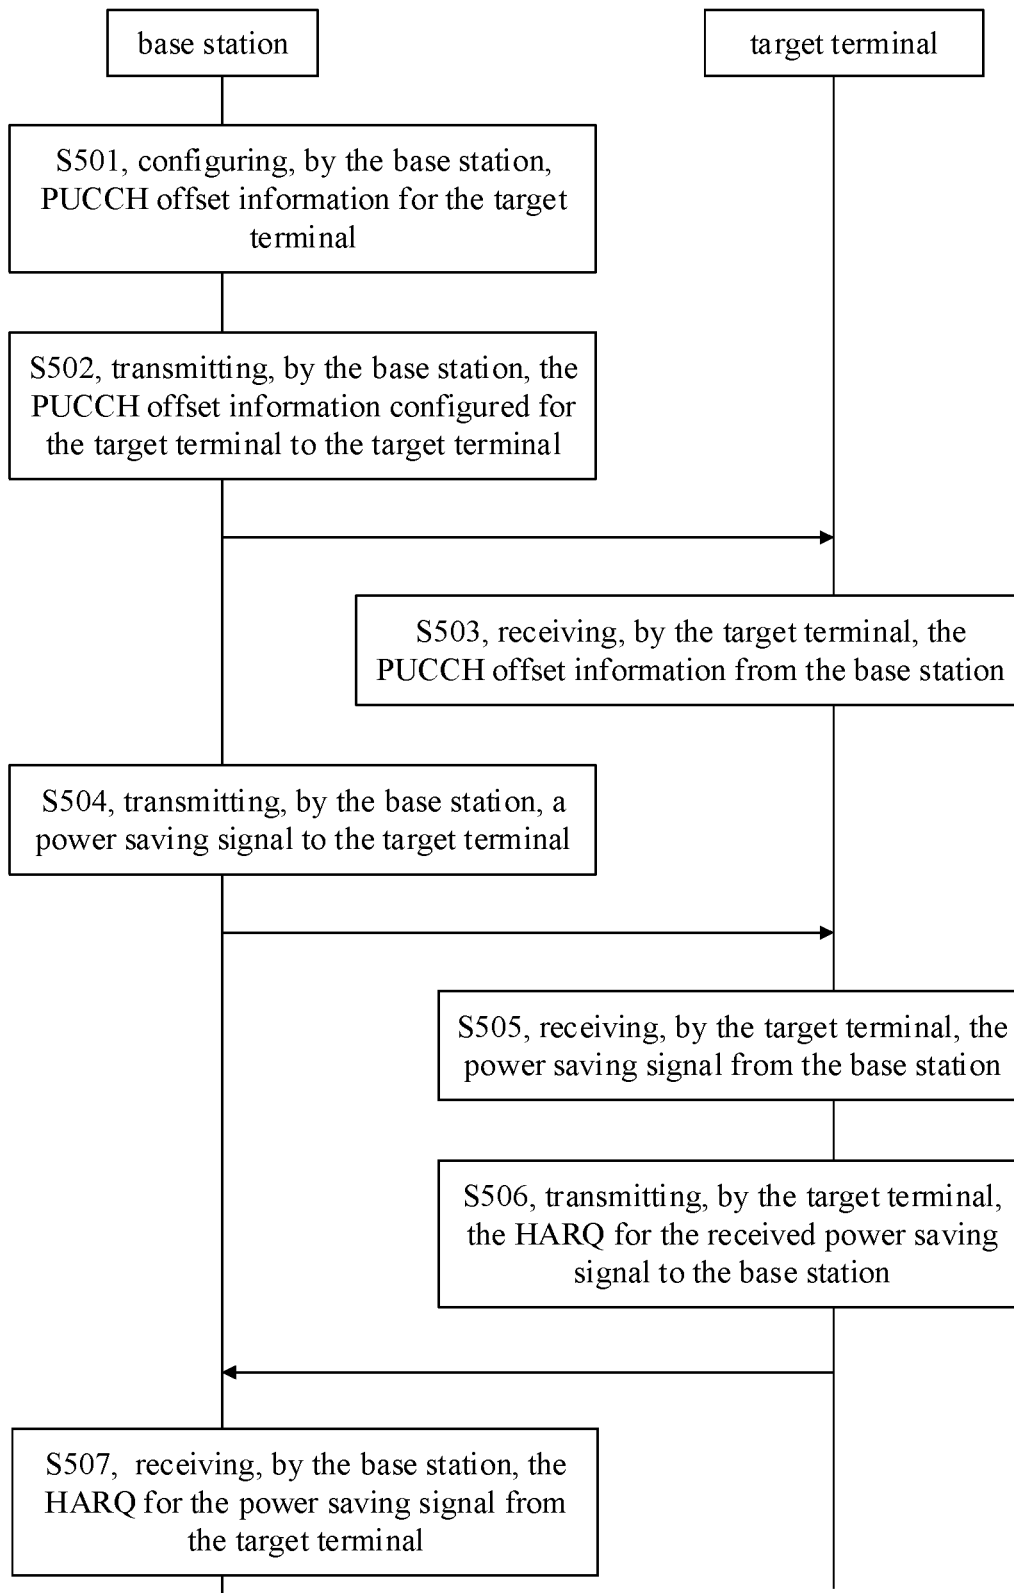 base station
target terminal
S501, configuring, by the base station,
PUCCH offset information for the target
terminal
S502, transmitting, by the base station, the
PUCCH offset information configured for
the target terminal to the target terminal
S503, receiving, by the target terminal, the
PUCCH offset information from the base station
S504, transmitting, by the base station, a
power saving signal to the target terminal
S505, receiving, by the target terminal, the
power saving signal from the base station
S506, transmitting, by the target terminal,
the HARQ for the received power saving
signal to the base station
S507, receiving, by the base station, the
HARQ for the power saving signal from
the target terminal